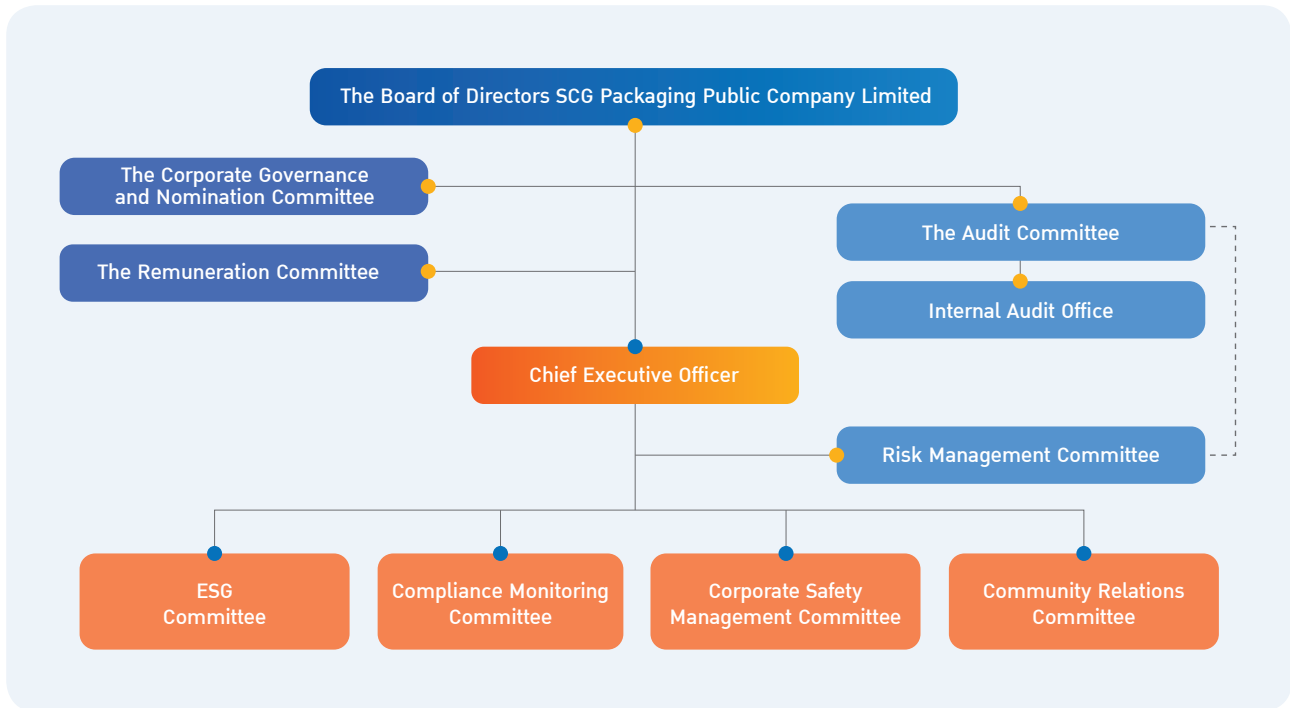 The Board of Directors SCG Packaging Public Company Limited
The Corporate Governance
and Nomination Committee
The Audit Committee
The Remuneration Committee
Internal Audit Office
Chief Executive Officer
Risk Management Committee
ESG
Committee
Compliance Monitoring
Committee
Corporate Safety
Management Committee
Community Relations
Committee